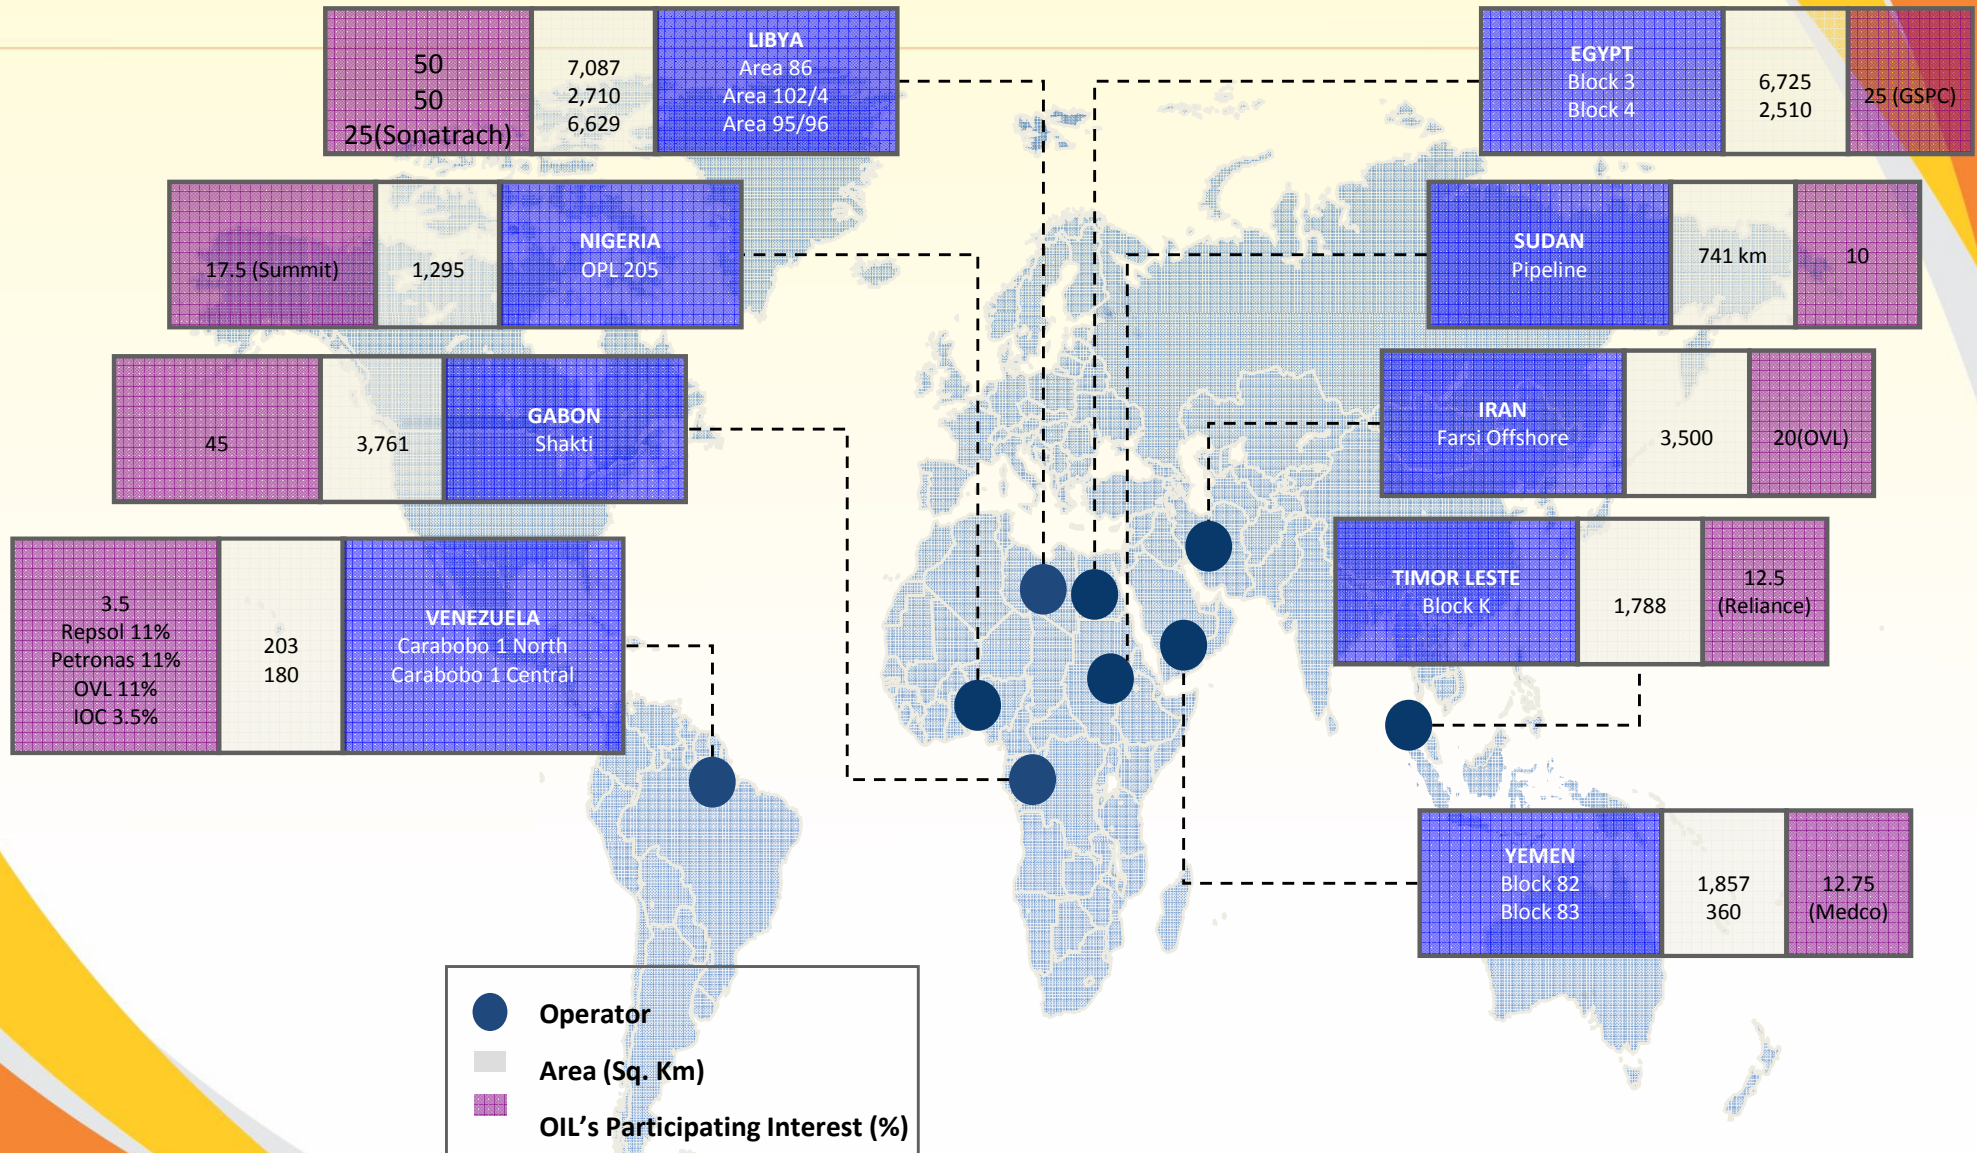 50
50
25(Sonatrach)
7,087
2,710
6,629
LIBYA
Area 86
Area 102/4
Area 95/96
EGYPT
Block 3
Block 4
6,725
2,510
25 (GSPC)
17.5 (Summit)
1,295
NIGERIA
OPL 205
SUDAN
Pipeline
741 km
10
45
3,761
GABON
Shakti
IRAN
Farsi Offshore
3,500
20(OVL)
3.5
Repsol 11%
Petronas 11%
OVL 11%
IOC 3.5%
203
180
VENEZUELA
Carabobo 1 North
Carabobo 1 Central
TIMOR LESTE
Block K
1,788
12.5
(Reliance)
YEMEN
Block 82
Block 83
1,857
360
12.75
(Medco)
Operator
Area (Sq. Km)
OIL’s Participating Interest (%)